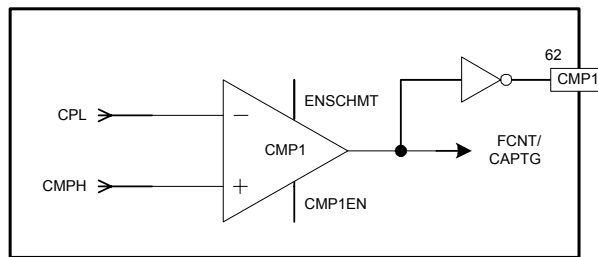 62
CMP1
ENSCHMT
CPL
−
CMP1
FCNT/
CAPTG
CMPH
+
CMP1EN